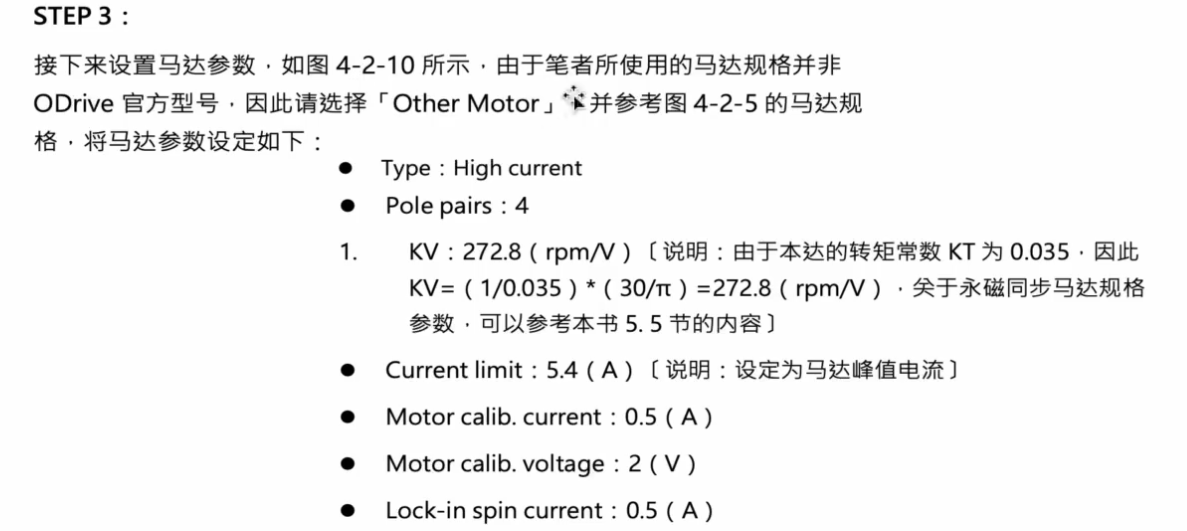 STEP 3：
接下来设置马达参数，如图 4-2-10 所示，由于笔者所使用的马达规格并非
ODrive 官方型号，因此请选择「Other Motor」 并参考图 4-2-5 的马达规
格，将马达参数设定如下：
● Type：High current
● Pole pairs：4
1. KV：272.8（rpm/V）〔说明：由于本达的转矩常数 KT 为 0.035，因此
KV=（1/0.035）*（30/π）=272.8（rpm/V），关于永磁同步马达规格
参数，可以参考本书 5. 5 节的内容〕
● Current limit：5.4（A）〔说明：设定为马达峰值电流〕
● Motor calib. current：0.5（A）
● Motor calib. voltage：2（V）
● Lock-in spin current：0.5（A）